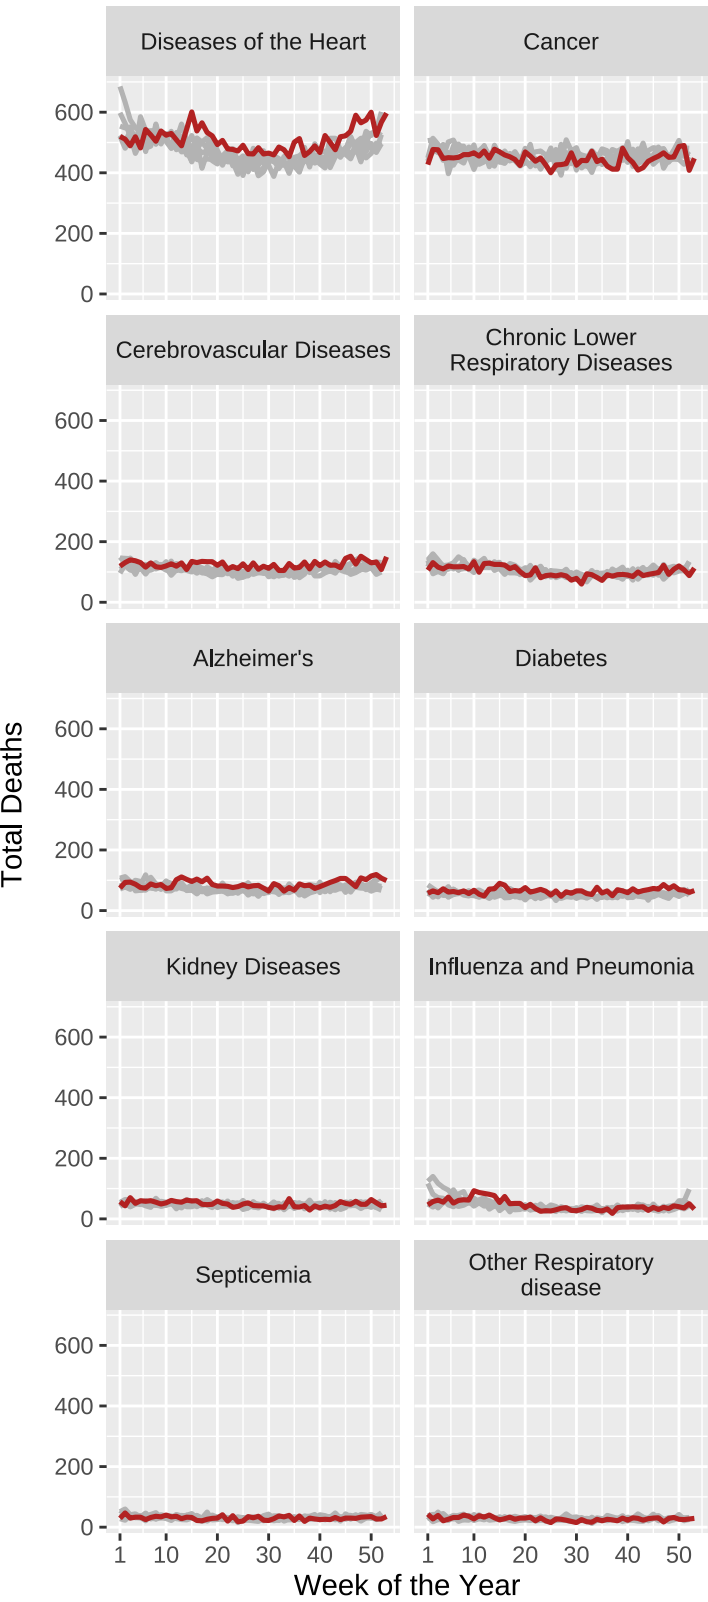 Diseases of the Heart
Cancer
600
400
200
0
Cerebrovascular Diseases
Chronic Lower
Respiratory Diseases
600
400
200
0
Alzheimer's
Diabetes
600
400
200
0
Total Deaths
Kidney Diseases
Influenza and Pneumonia
600
400
200
0
Septicemia
Other Respiratory
disease
600
400
200
0
1 10 20 30 40 50
1 10 20 30 40 50
Week of the Year